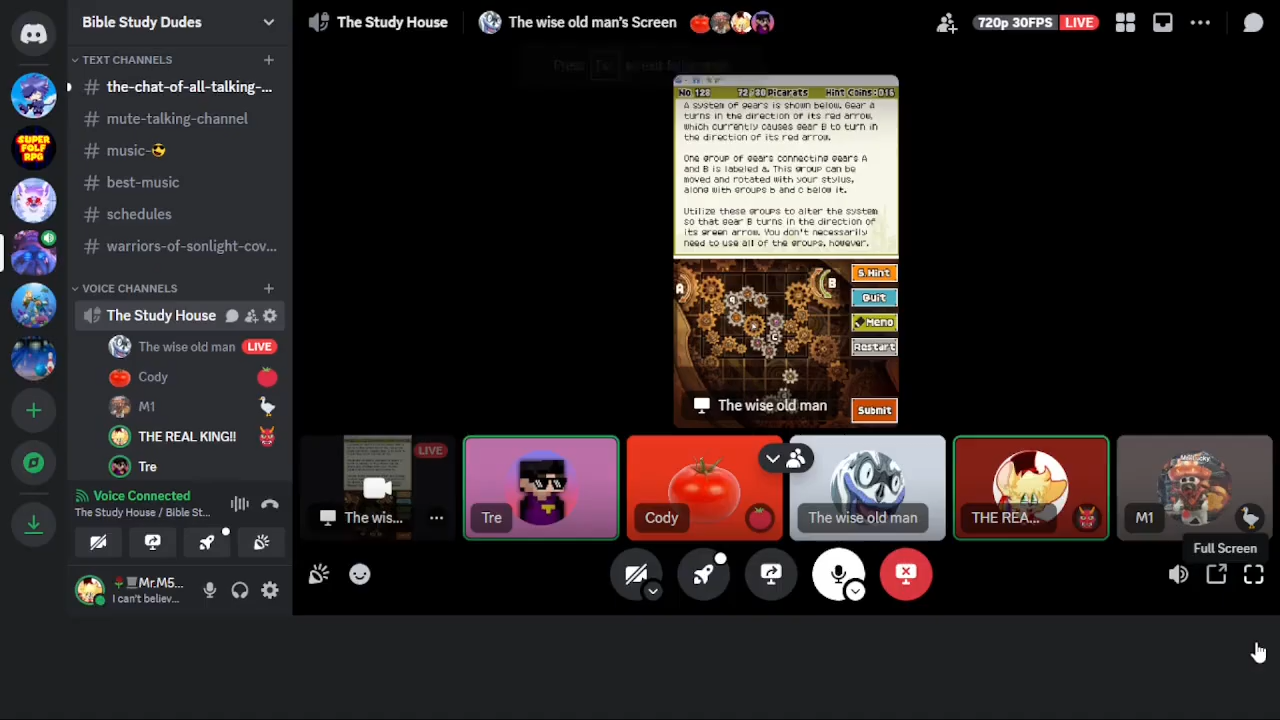 Bible Study Dudes
The Study House
The wise old man's Screen
720p 30FPS LIVE
TEXT CHANNELS
# the-chat-of-all-talking-...
# mute-talking-channel
# music-😎
# best-music
# schedules
# warriors-of-sonlight-cov...
VOICE CHANNELS
The Study House
The wise old man LIVE
Cody
M1
THE REAL KING!!
Tre
Voice Connected
The Study House / Bible St...
Mr.M5...
I can't believ...
SUPER
FOLF
RPG
No 128 72/80 Picarats Hint Coins:016
A system of gears is shown below. Gear A
turns in the direction of its red arrow,
which currently causes gear B to turn in
the direction of its red arrow.
One group of gears connecting gears A
and B is labeled a. This group can be
moved and rotated with your stylus,
along with groups b and c below it.
Utilize these groups to alter the system
so that gear B turns in the direction of
its green arrow. You don't necessarily
need to use all of the groups, however.
A
B
a
c
S.Hint
Quit
Memo
Restart
Submit
The wise old man
LIVE
The wis...
Tre
Cody
The wise old man
THE REA...
M1
Full Screen